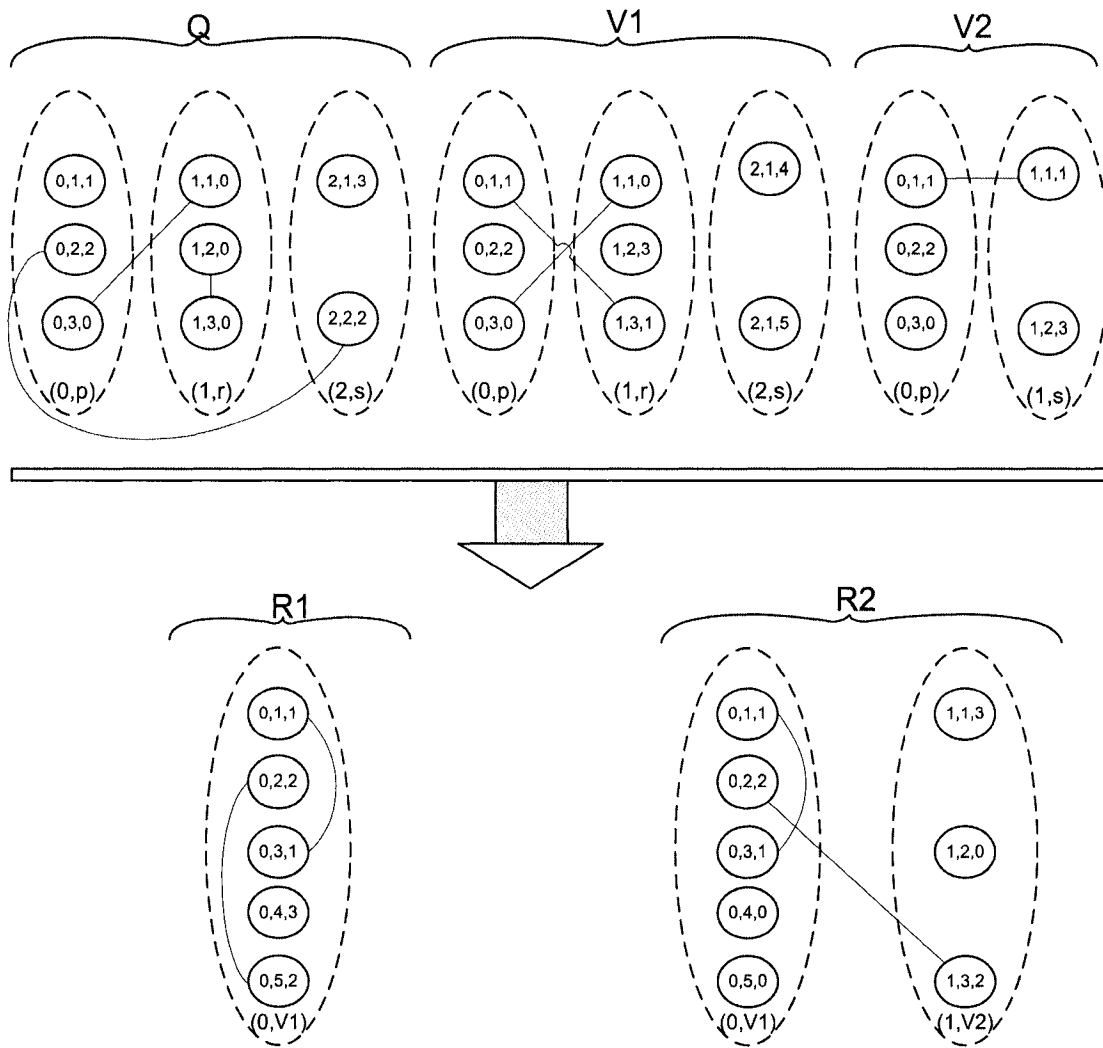 Q V1 V2
0,1,1 1,1,0 2,1,3 0,1,1 1,1,0 2,1,4 0,1,1 1,1,1
0,2,2 1,2,0 0,2,2 1,2,3 0,2,2
0,3,0 1,3,0 2,2,2 0,3,0 1,3,1 2,1,5 0,3,0 1,2,3
(0,p) (1,r) (2,s) (0,p) (1,r) (2,s) (0,p) (1,s)
R1 R2
0,1,1 0,1,1 1,1,3
0,2,2 0,2,2
0,3,1 0,3,1 1,2,0
0,4,3 0,4,0
0,5,2 0,5,0 1,3,2
(0,V1) (0,V1) (1,V2)